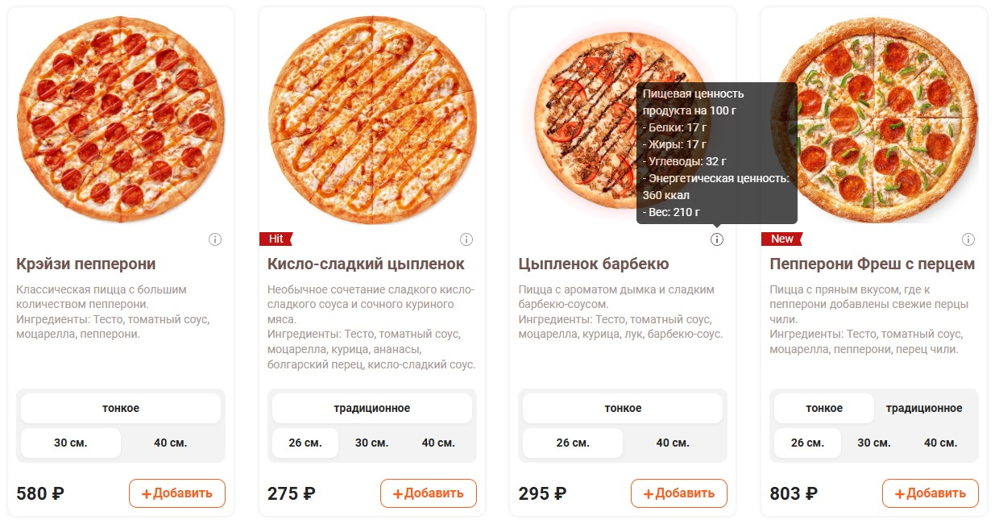 Крэйзи пепперони
Классическая пицца с большим
количеством пепперони.
Ингредиенты: Тесто, томатный соус,
моцарелла, пепперони.
тонкое
30 см. 40 см.
580 ₽ +Добавить
Hit
Кисло-сладкий цыпленок
Необычное сочетание сладкого кисло-
сладкого соуса и сочного куриного
мяса.
Ингредиенты: Тесто, томатный соус,
моцарелла, курица, ананасы,
болгарский перец, кисло-сладкий соус.
традиционное
26 см. 30 см. 40 см.
275 ₽ +Добавить
Пищевая ценность
продукта на 100 г
- Белки: 17 г
- Жиры: 17 г
- Углеводы: 32 г
- Энергетическая ценность:
360 ккал
- Вес: 210 г
Цыпленок барбекю
Пицца с ароматом дымка и сладким
барбекю-соусом.
Ингредиенты: Тесто, томатный соус,
моцарелла, курица, лук, барбекю-соус.
тонкое
26 см. 40 см.
295 ₽ +Добавить
New
Пепперони Фреш с перцем
Пицца с пряным вкусом, где к
пепперони добавлены свежие перцы
чили.
Ингредиенты: Тесто, томатный соус,
моцарелла, пепперони, перец чили.
тонкое традиционное
26 см. 30 см. 40 см.
803 ₽ +Добавить